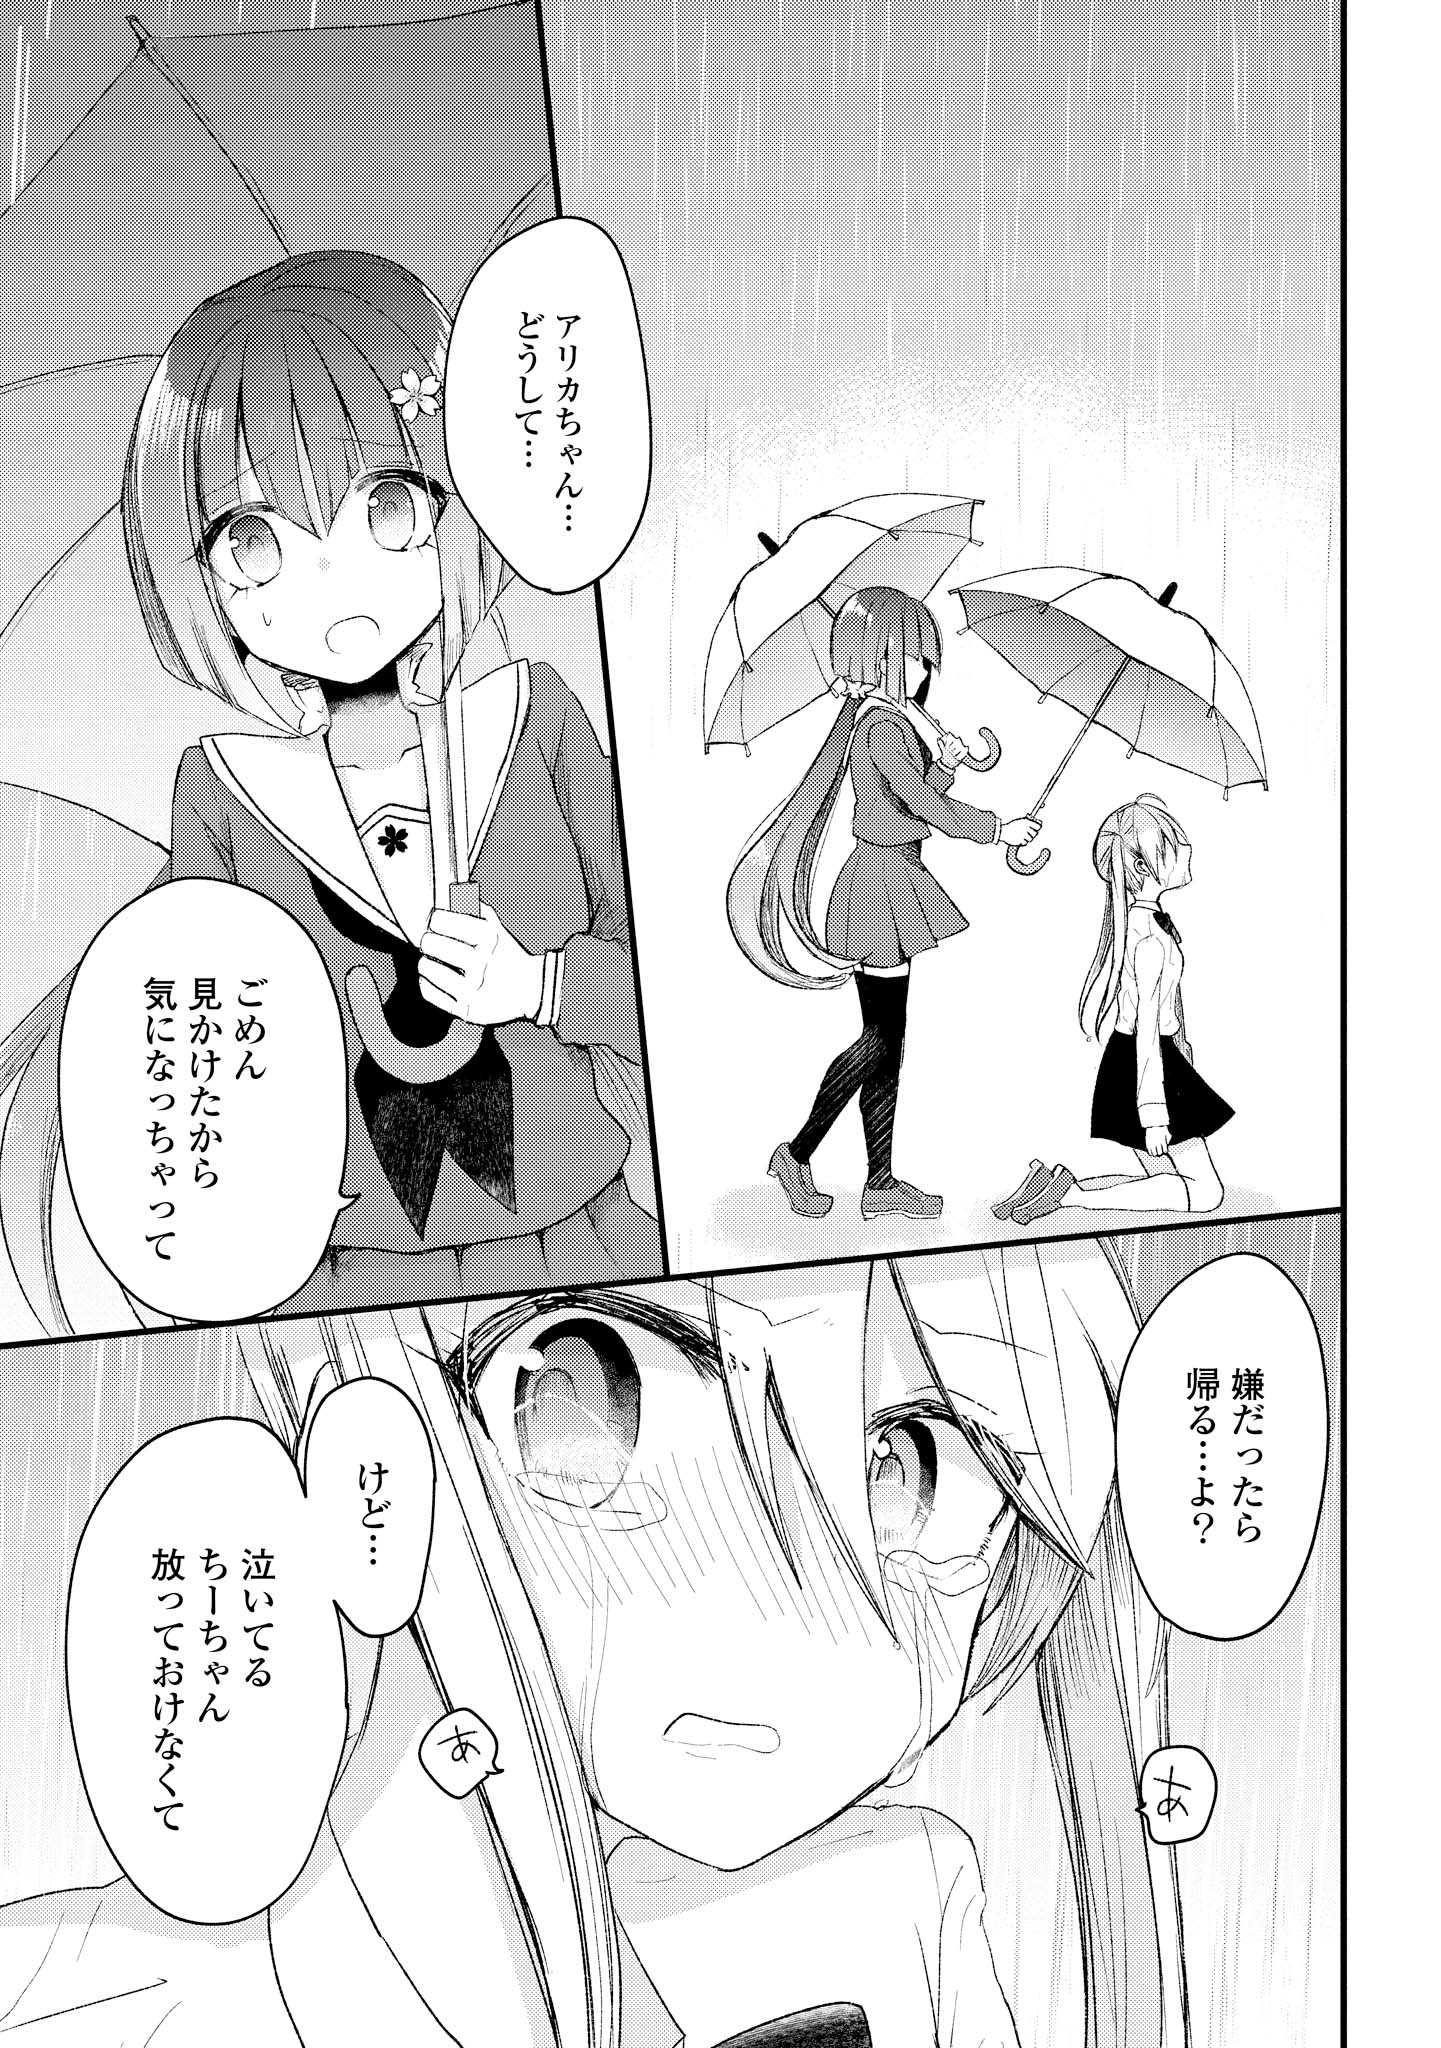 アリカちゃん…
どうして…
ごめん
見かけたから
気になっちゃって
嫌だったら
帰る…よ？
けど…
泣いてる
ちーちゃん
放っておけなくて
あ
あ